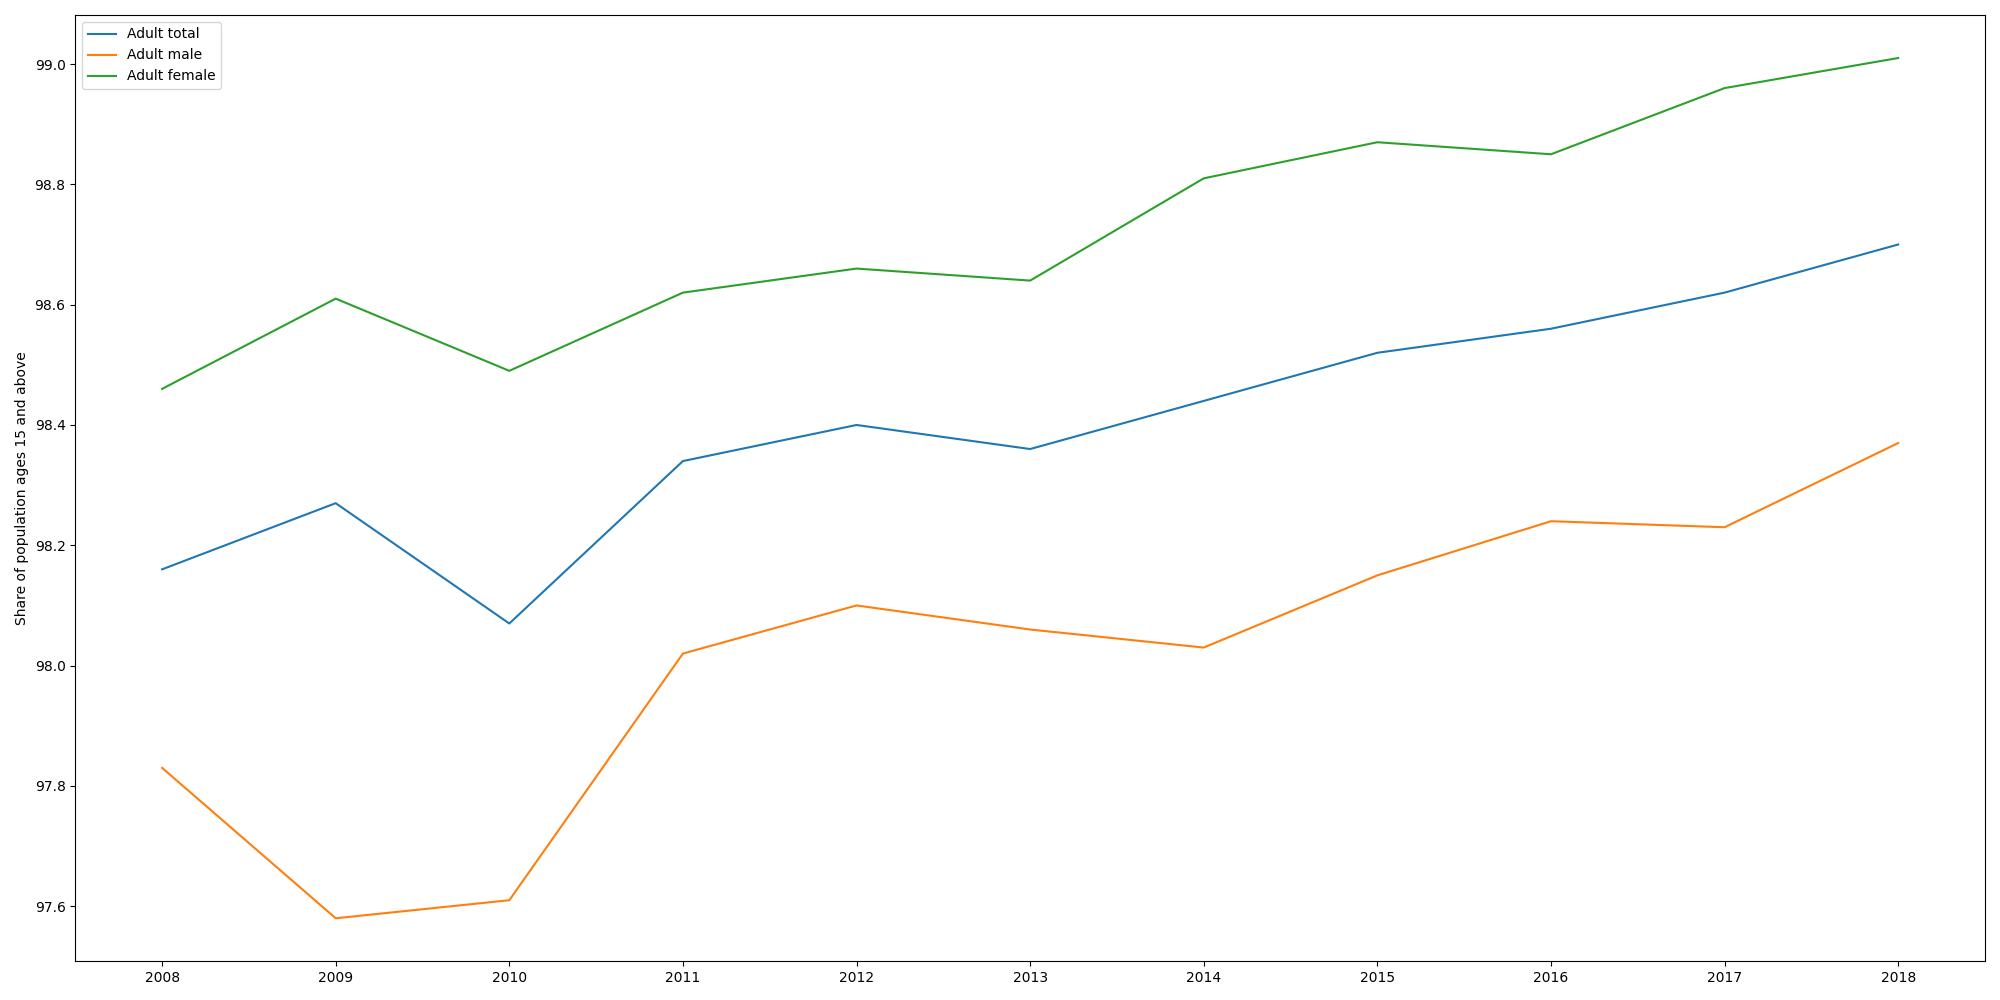 Adult total
Adult male
Adult female
99.0
98.8
98.6
98.4
98.2
98.0
97.8
97.6
Share of population ages 15 and above
2008 2009 2010 2011 2012 2013 2014 2015 2016 2017 2018